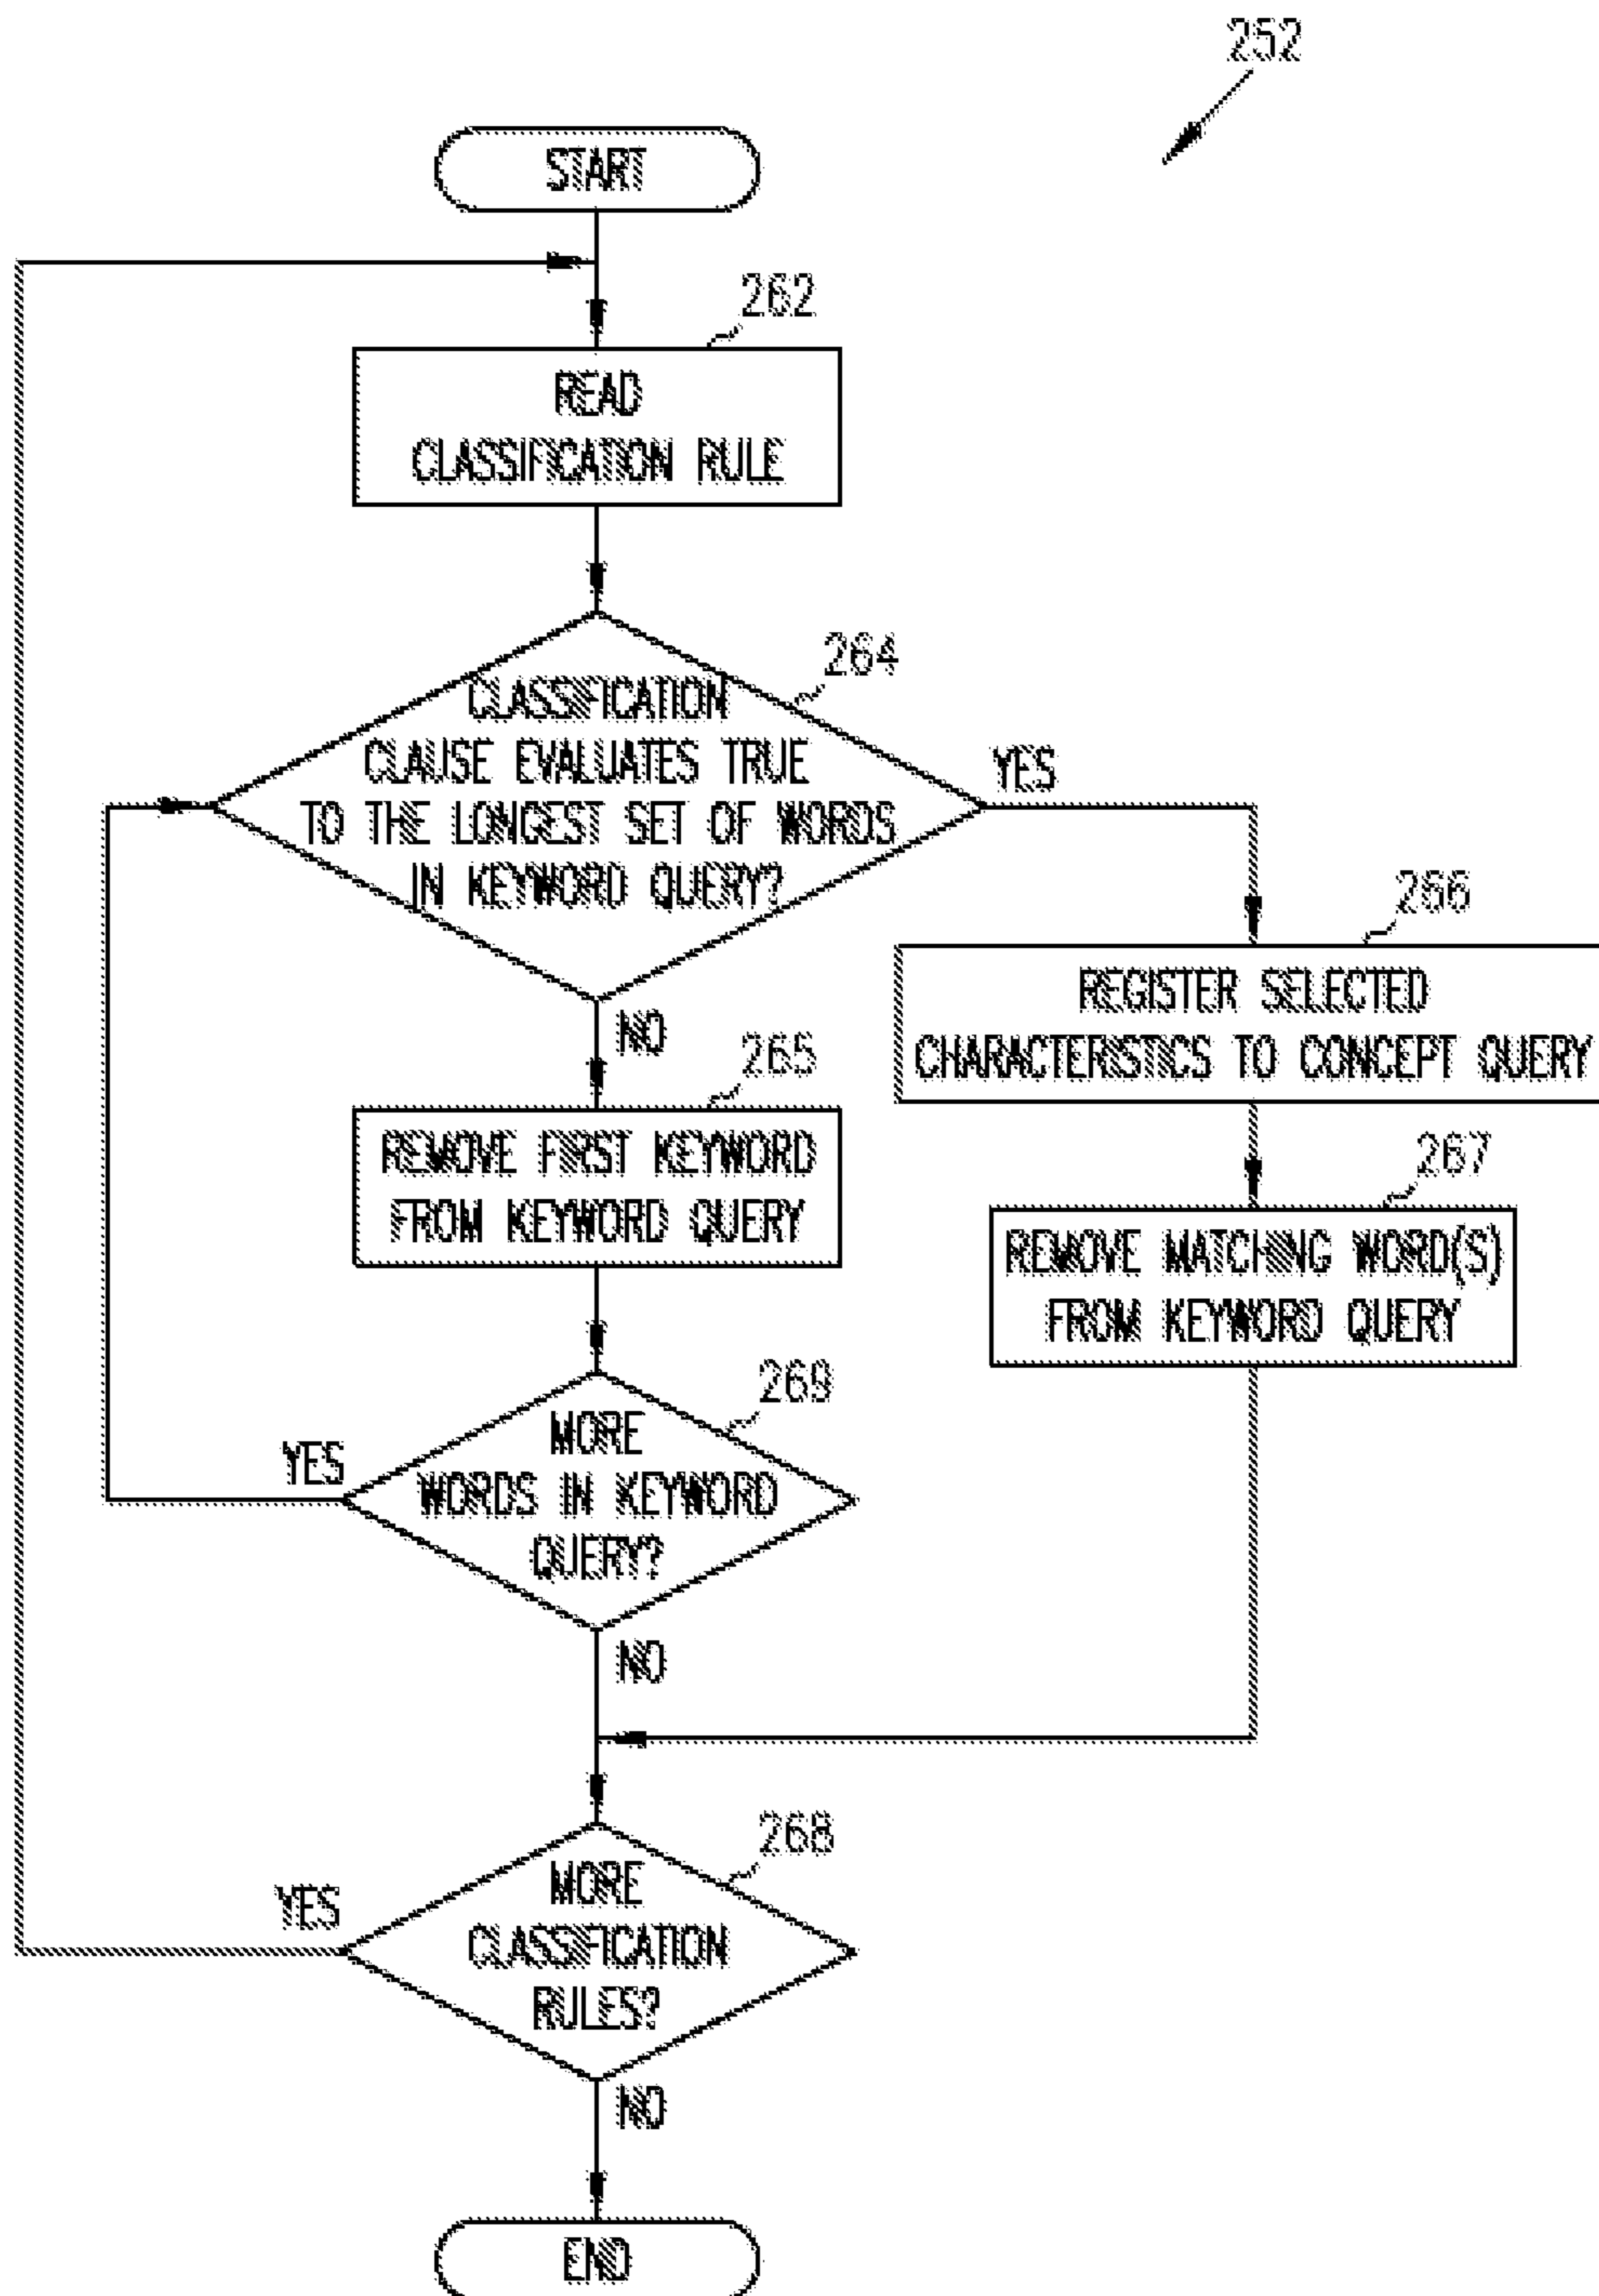 252
START
262
READ
CLASSIFICATION RULE
264
CLASSIFICATION
CLAUSE EVALUATES TRUE
TO THE LONGEST SET OF WORDS
IN KEYWORD QUERY?
YES
NO
266
REGISTER SELECTED
CHARACTERISTICS TO CONCEPT QUERY
265
REMOVE FIRST KEYWORD
FROM KEYWORD QUERY
267
REMOVE MATCHING WORD(S)
FROM KEYWORD QUERY
269
MORE
WORDS IN KEYWORD
QUERY?
YES
NO
268
MORE
CLASSIFICATION
RULES?
YES
NO
END